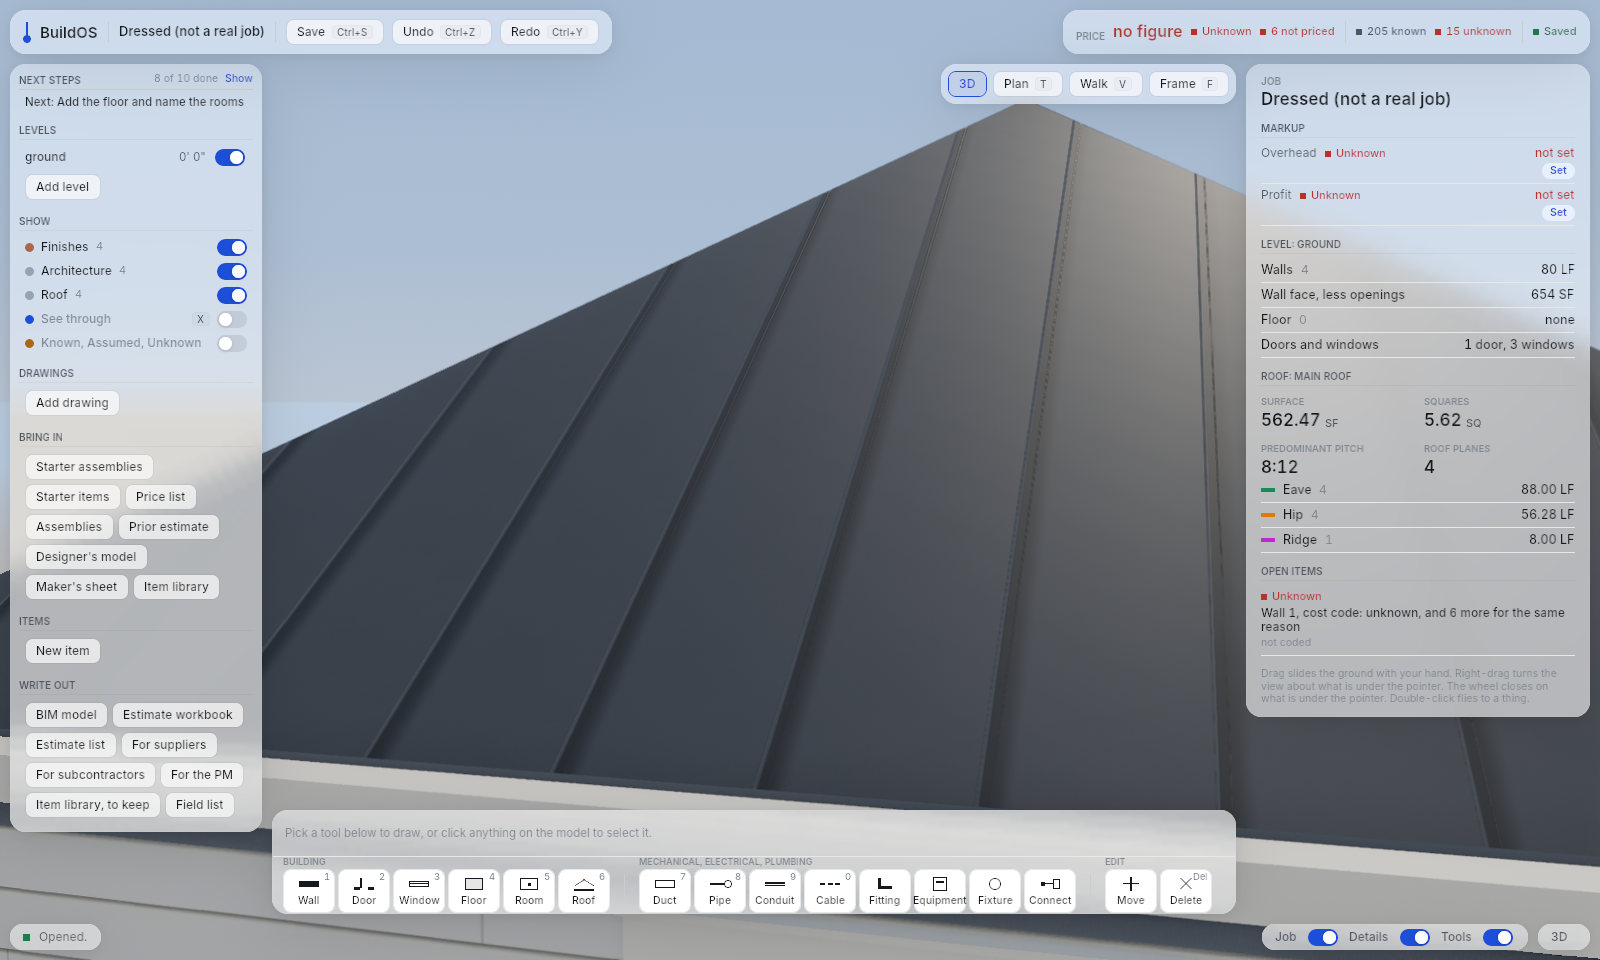 BuildOS
Dressed (not a real job)
Save Ctrl+S
Undo Ctrl+Z
Redo Ctrl+Y
PRICE no figure Unknown 6 not priced 205 known 15 unknown Saved
NEXT STEPS 8 of 10 done Show
Next: Add the floor and name the rooms
LEVELS
ground 0' 0"
Add level
SHOW
Finishes 4
Architecture 4
Roof 4
See through X
Known, Assumed, Unknown
DRAWINGS
Add drawing
BRING IN
Starter assemblies
Starter items Price list
Assemblies Prior estimate
Designer's model
Maker's sheet Item library
ITEMS
New item
WRITE OUT
BIM model Estimate workbook
Estimate list For suppliers
For subcontractors For the PM
Item library, to keep Field list
Opened.
3D Plan T Walk V Frame F
JOB
Dressed (not a real job)
MARKUP
Overhead Unknown not set
Set
Profit Unknown not set
Set
LEVEL: GROUND
Walls 4 80 LF
Wall face, less openings 654 SF
Floor 0 none
Doors and windows 1 door, 3 windows
ROOF: MAIN ROOF
SURFACE SQUARES
562.47 SF 5.62 SQ
PREDOMINANT PITCH ROOF PLANES
8:12 4
Eave 4 88.00 LF
Hip 4 56.28 LF
Ridge 1 8.00 LF
OPEN ITEMS
Unknown
Wall 1, cost code: unknown, and 6 more for the same
reason
not coded
Drag slides the ground with your hand. Right-drag turns the
view about what is under the pointer. The wheel closes on
what is under the pointer. Double-click flies to a thing.
Pick a tool below to draw, or click anything on the model to select it.
BUILDING MECHANICAL, ELECTRICAL, PLUMBING EDIT
1 2 3 4 5 6 7 8 9 0 Del
Wall Door Window Floor Room Roof Duct Pipe Conduit Cable Fitting Equipment Fixture Connect Move Delete
Job Details Tools 3D